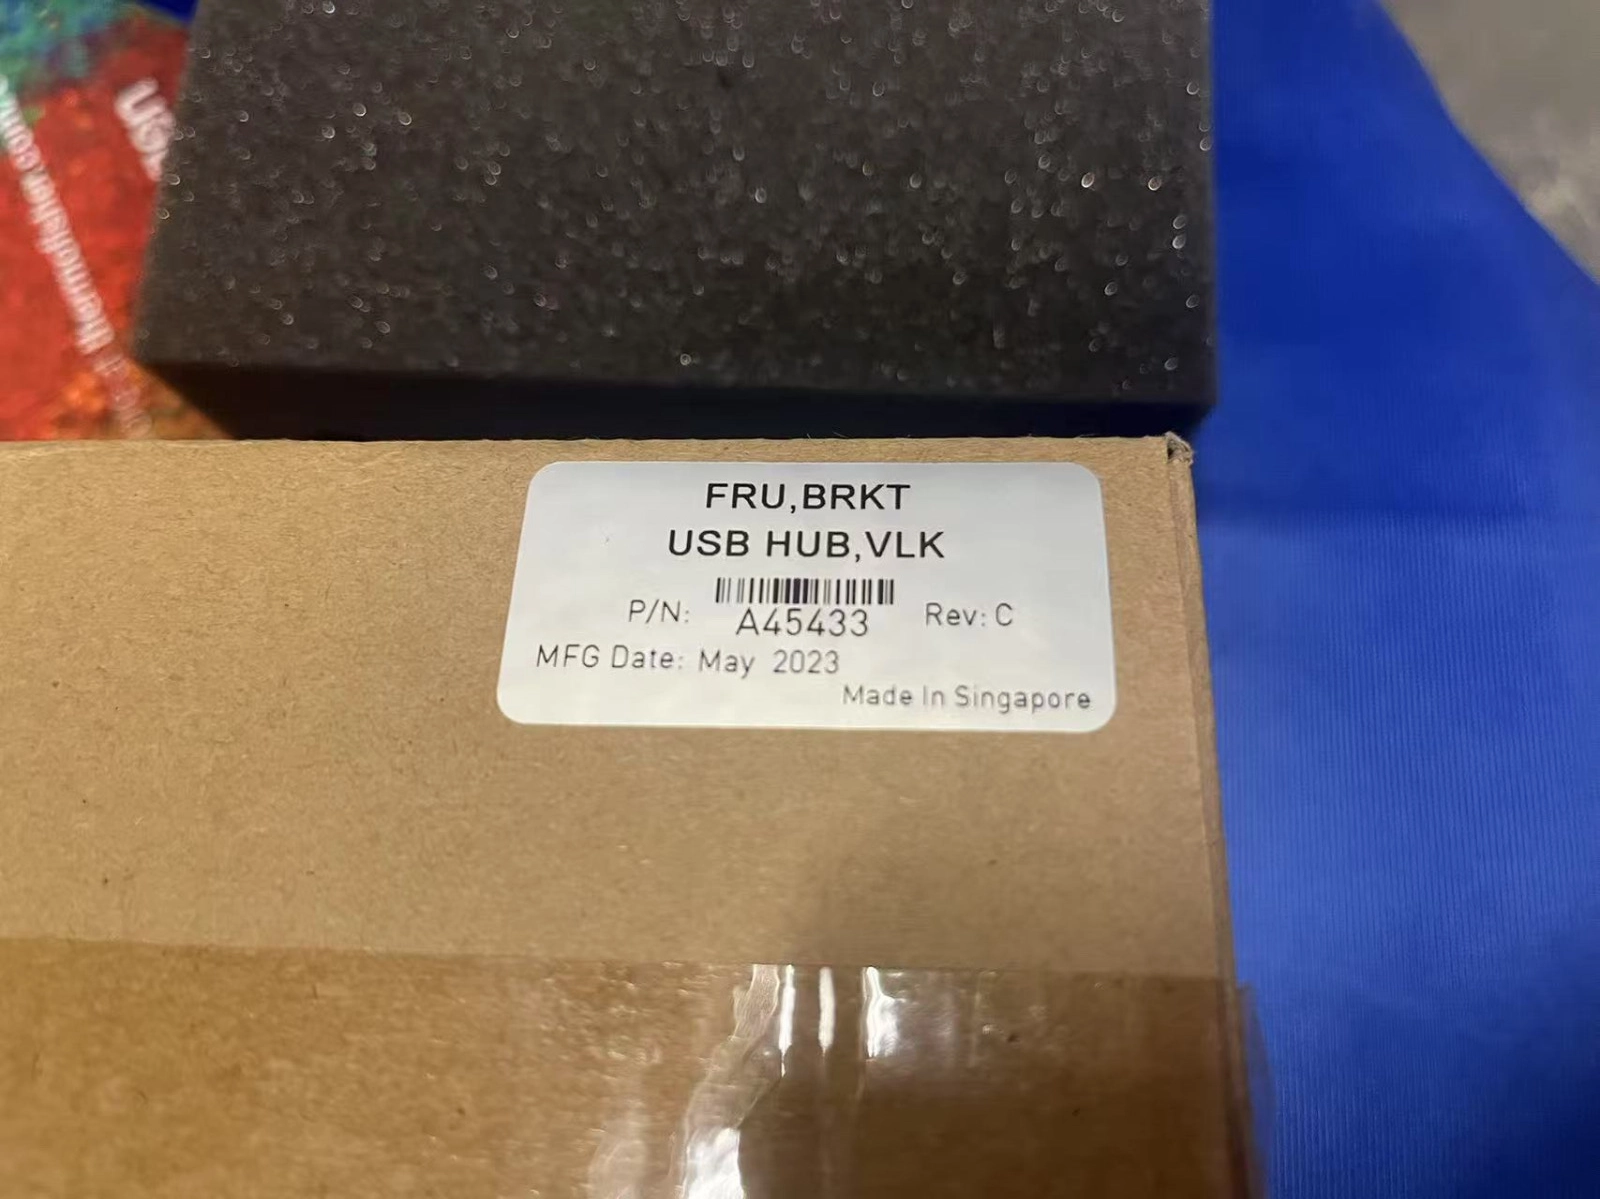 FRU,BRKT
USB HUB,VLK
P/N: A45433 Rev: C
MFG Date: May 2023
Made In Singapore